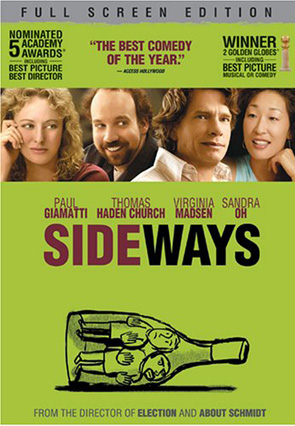 FULL SCREEN EDITION
NOMINATED
5 ACADEMY
AWARDS®
INCLUDING
BEST PICTURE
BEST DIRECTOR
"THE BEST COMEDY
OF THE YEAR."
— ACCESS HOLLYWOOD
WINNER
2 GOLDEN GLOBES®
INCLUDING
BEST PICTURE
MUSICAL OR COMEDY
PAUL GIAMATTI
THOMAS HADEN CHURCH
VIRGINIA MADSEN
SANDRA OH
SIDEWAYS
FROM THE DIRECTOR OF ELECTION AND ABOUT SCHMIDT